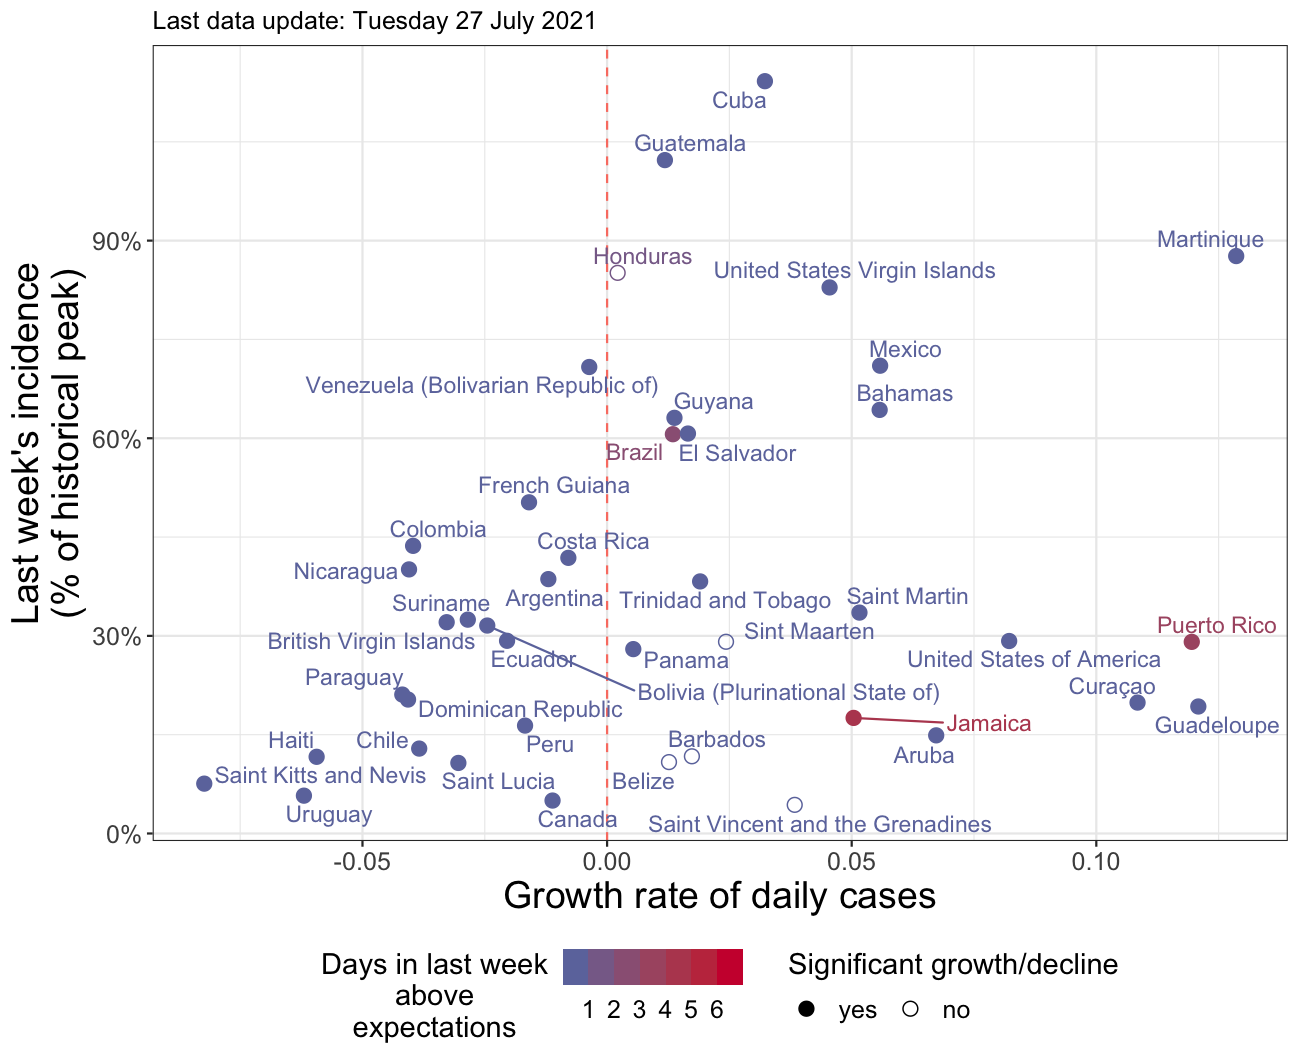 Last data update: Tuesday 27 July 2021
Cuba
Guatemala
90%
Martinique
Honduras
United States Virgin Islands
Mexico
Venezuela (Bolivarian Republic of)
Bahamas
Guyana
60%
Brazil
El Salvador
French Guiana
Colombia
Costa Rica
Nicaragua
Argentina
Trinidad and Tobago
Saint Martin
Suriname
30%
British Virgin Islands
Sint Maarten
Puerto Rico
Ecuador
Panama
United States of America
Paraguay
Bolivia (Plurinational State of)
Curaçao
Dominican Republic
Jamaica
Guadeloupe
Haiti
Chile
Peru
Barbados
Aruba
Saint Kitts and Nevis
Saint Lucia
Belize
Uruguay
Canada
Saint Vincent and the Grenadines
0%
Last week's incidence
(% of historical peak)
-0.05
0.00
0.05
0.10
Growth rate of daily cases
Days in last week
above
expectations
1 2 3 4 5 6
Significant growth/decline
yes
no